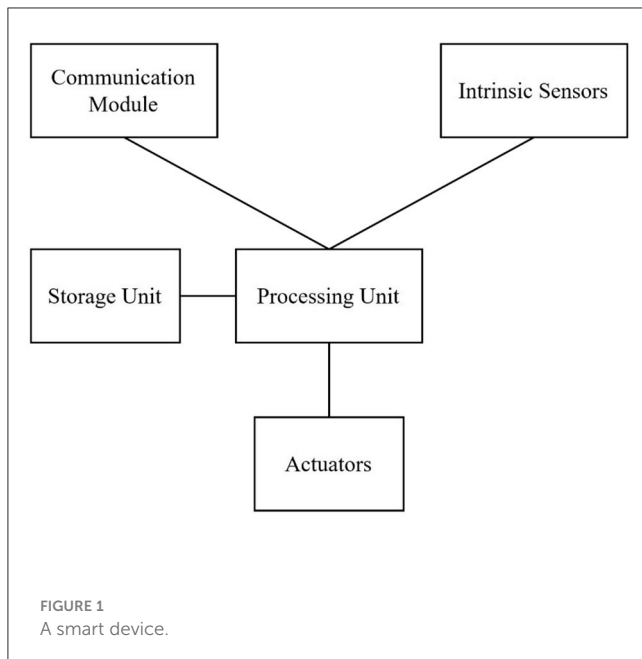 Communication
Module
Intrinsic Sensors
Storage Unit
Processing Unit
Actuators
FIGURE 1
A smart device.